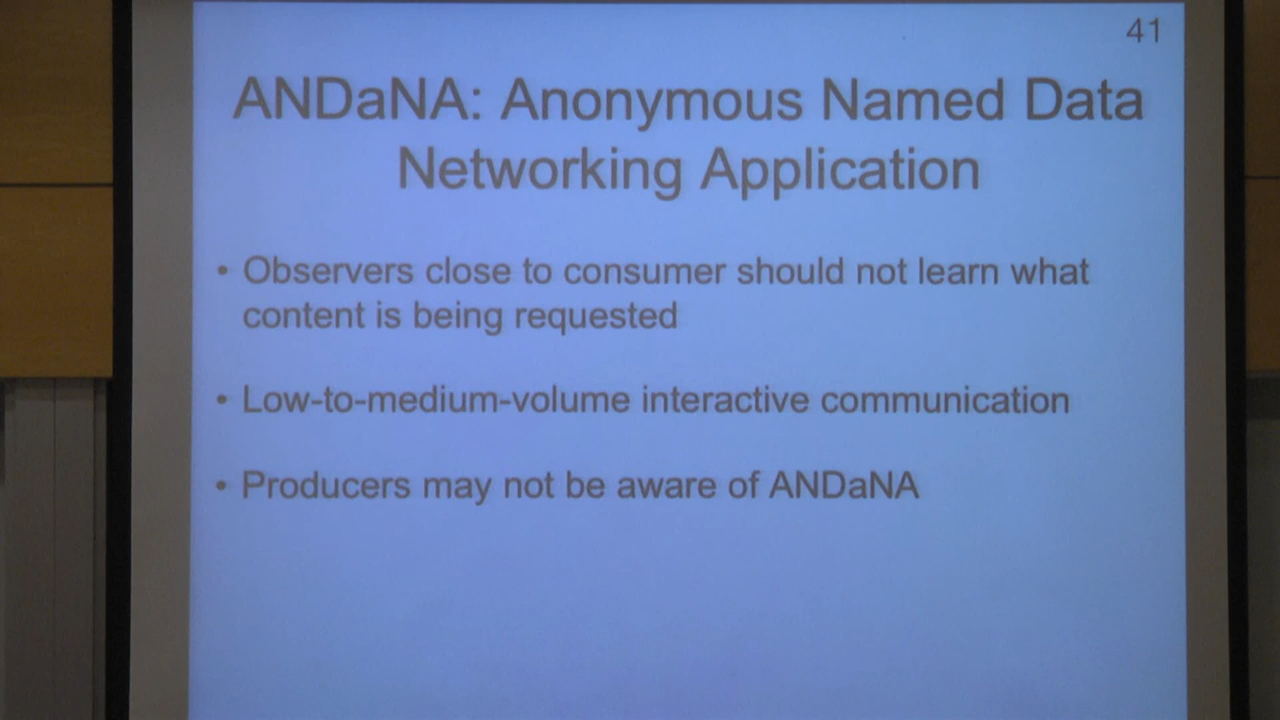 41
ANDaNA: Anonymous Named Data
Networking Application
• Observers close to consumer should not learn what
content is being requested
• Low-to-medium-volume interactive communication
• Producers may not be aware of ANDaNA